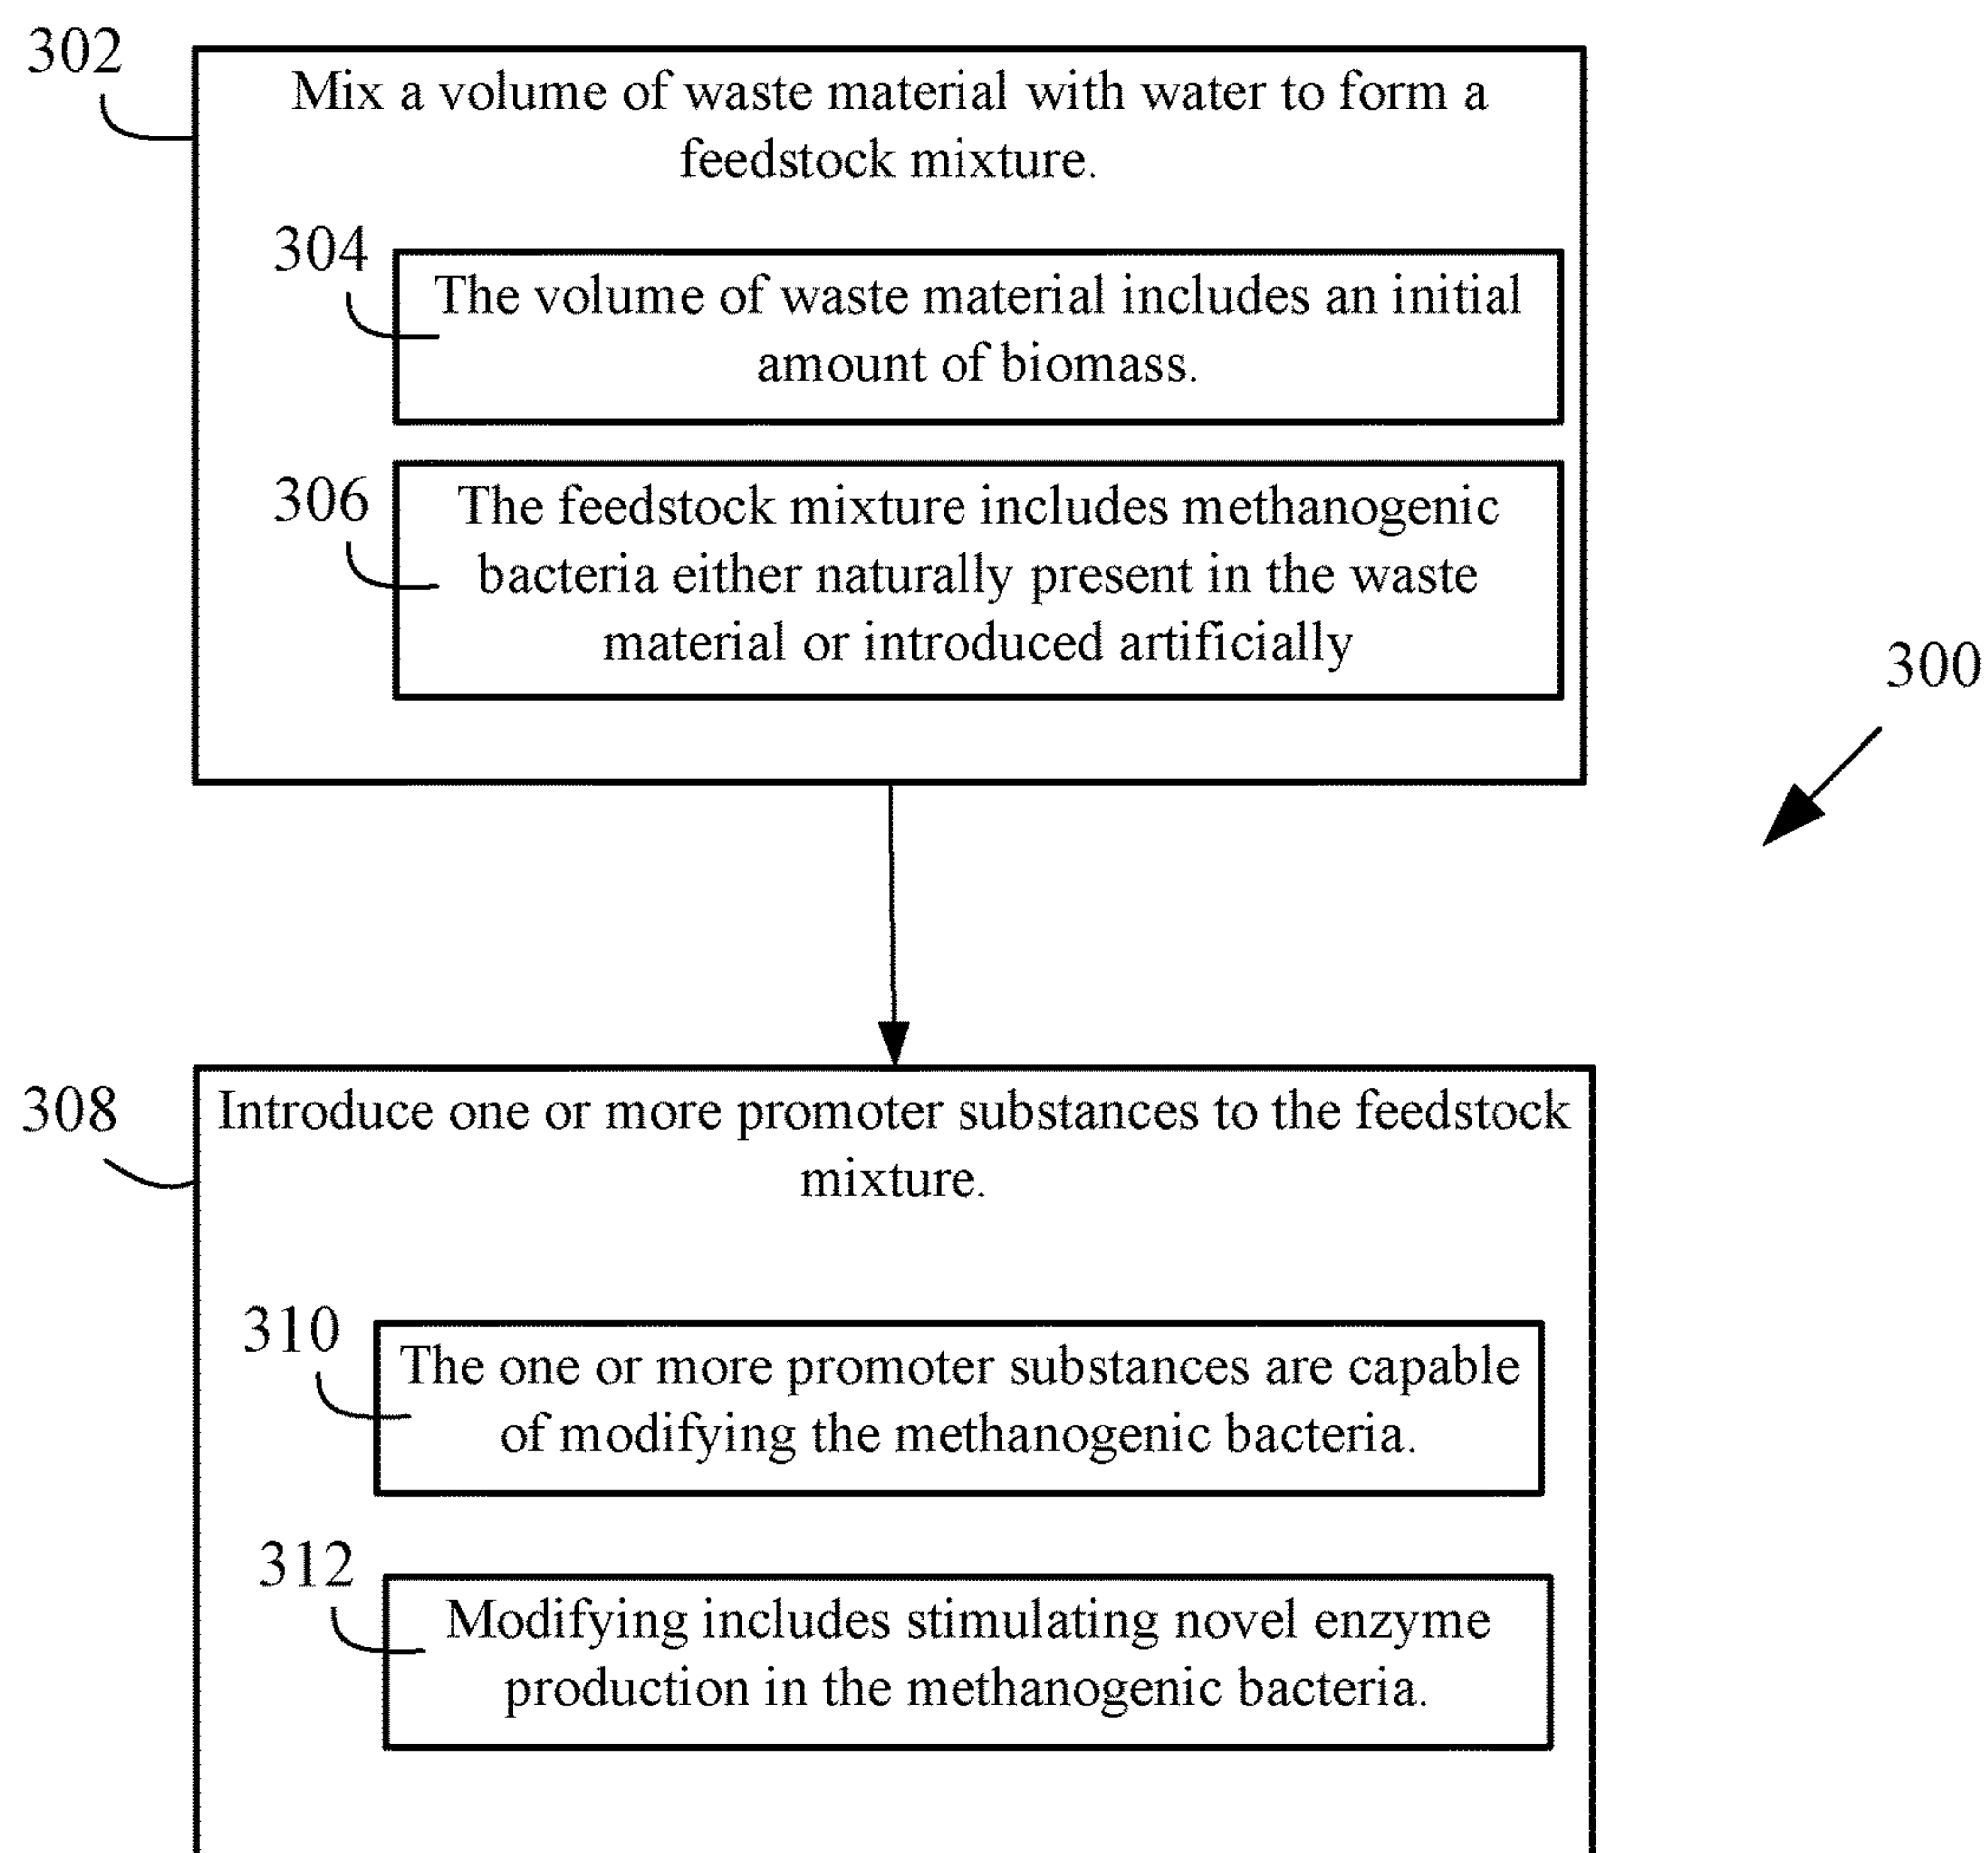 302
Mix a volume of waste material with water to form a
feedstock mixture.
304
The volume of waste material includes an initial
amount of biomass.
306
The feedstock mixture includes methanogenic
bacteria either naturally present in the waste
material or introduced artificially
300
308
Introduce one or more promoter substances to the feedstock
mixture.
310
The one or more promoter substances are capable
of modifying the methanogenic bacteria.
312
Modifying includes stimulating novel enzyme
production in the methanogenic bacteria.